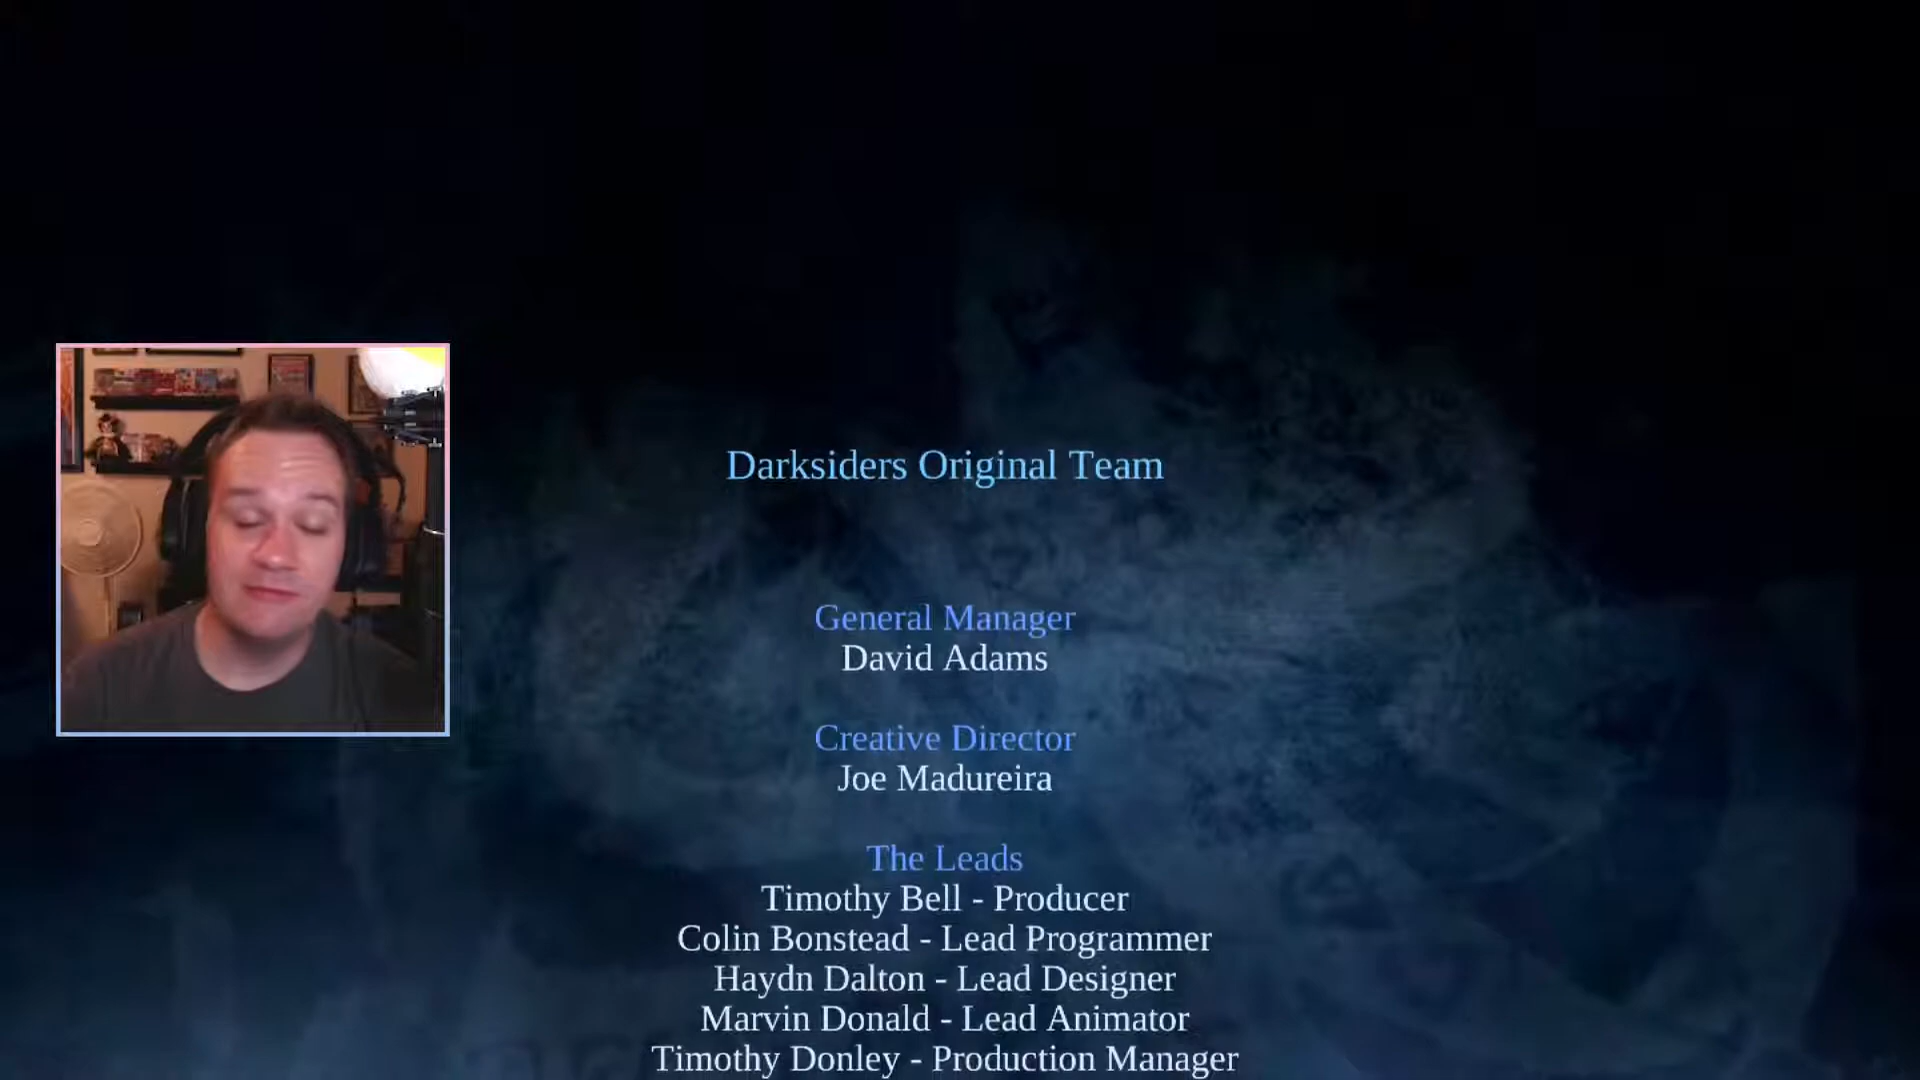 Darksiders Original Team
General Manager
David Adams
Creative Director
Joe Madureira
The Leads
Timothy Bell - Producer
Colin Bonstead - Lead Programmer
Haydn Dalton - Lead Designer
Marvin Donald - Lead Animator
Timothy Donley - Production Manager